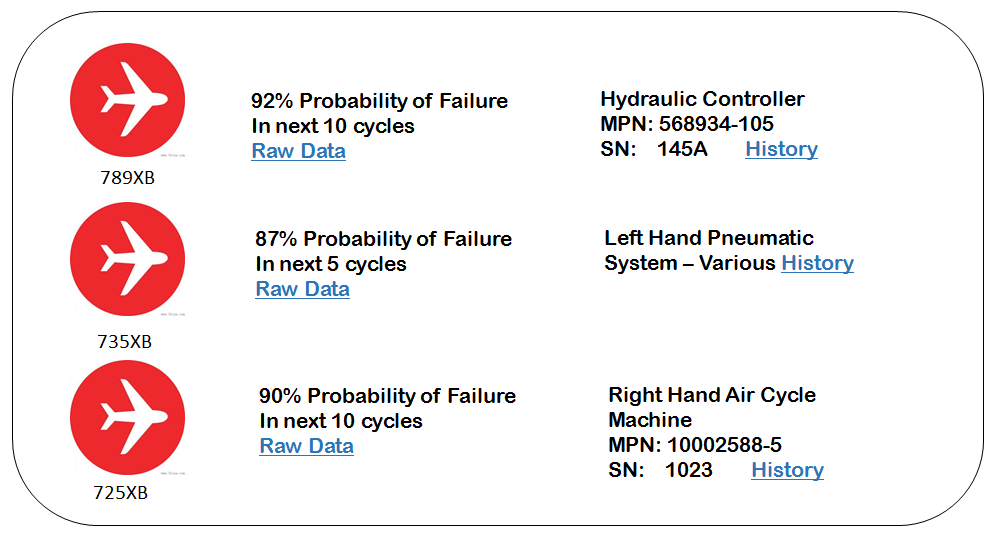 92% Probability of Failure
In next 10 cycles
Raw Data
Hydraulic Controller
MPN: 568934-105
SN: 145A History
789XB
87% Probability of Failure
In next 5 cycles
Raw Data
Left Hand Pneumatic
System – Various History
735XB
90% Probability of Failure
In next 10 cycles
Raw Data
Right Hand Air Cycle
Machine
MPN: 10002588-5
SN: 1023 History
725XB